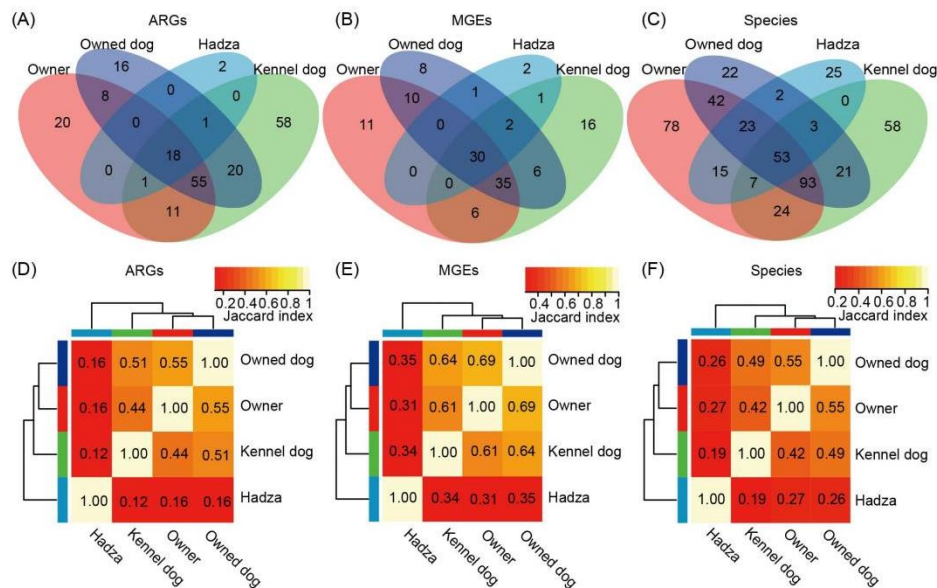 (A) ARGs
(B) MGEs
(C) Species
Owned dog Hadza
Owner Kennel dog
16 2
8 0 0
20 0 1 58
18
0 1 55 20
11
Owned dog Hadza
Owner Kennel dog
8 2
10 1 1
11 0 2 16
30
0 0 35 6
6
Owned dog Hadza
Owner Kennel dog
22 25
42 2 0
78 23 3 58
53
15 7 93 21
24
(D) ARGs
0.2 0.4 0.6 0.8 1
Jaccard index
0.16 0.51 0.55 1.00 Owned dog
0.16 0.44 1.00 0.55 Owner
0.12 1.00 0.44 0.51 Kennel dog
1.00 0.12 0.16 0.16 Hadza
Hadza Kennel dog Owner Owned dog
(E) MGEs
0.4 0.6 0.8 1
Jaccard index
0.35 0.64 0.69 1.00 Owned dog
0.31 0.61 1.00 0.69 Owner
0.34 1.00 0.61 0.64 Kennel dog
1.00 0.34 0.31 0.35 Hadza
Hadza Kennel dog Owner Owned dog
(F) Species
0.2 0.4 0.6 0.8 1
Jaccard index
0.26 0.49 0.55 1.00 Owned dog
0.27 0.42 1.00 0.55 Owner
0.19 1.00 0.42 0.49 Kennel dog
1.00 0.19 0.27 0.26 Hadza
Hadza Kennel dog Owner Owned dog